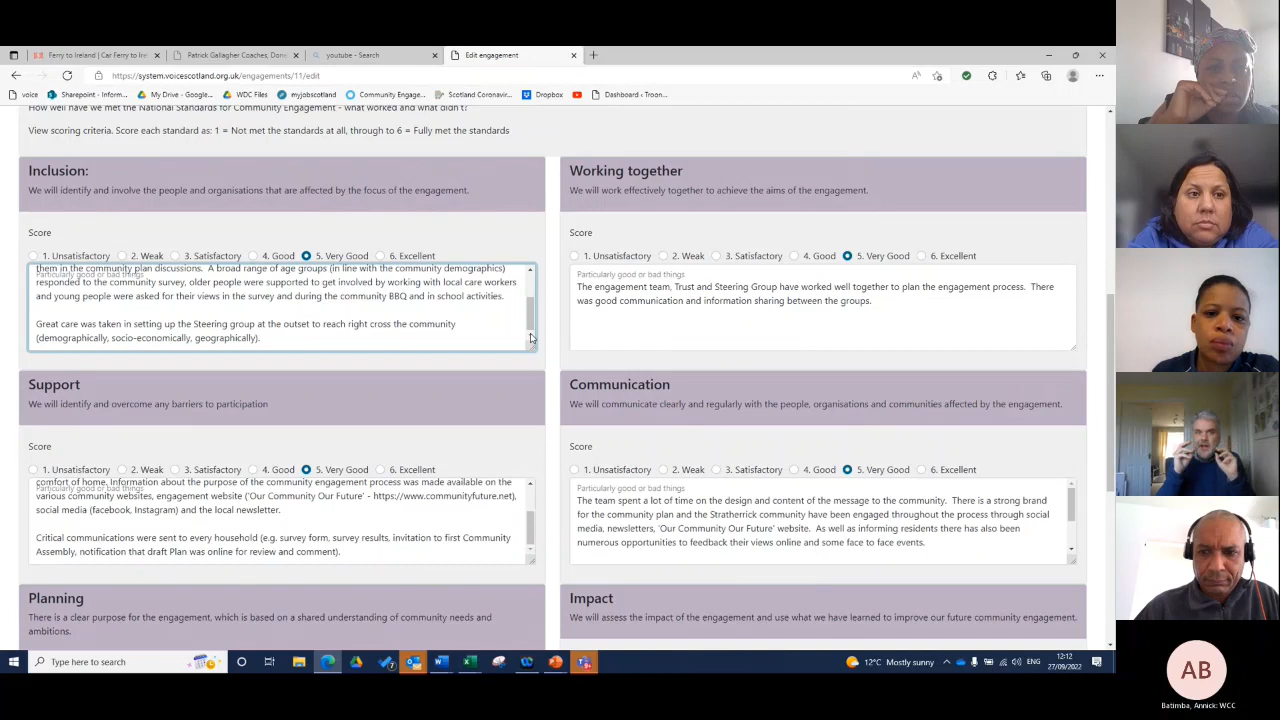 Ferry to Ireland | Car Ferry to Ire
Patrick Gallagher Coaches, Don
youtube - Search
Edit engagement
https://system.voicescotland.org.uk/engagements/11/edit
voice
Sharepoint - Inform...
My Drive - Google...
WDC Files
myjobscotland
Community Engage...
Scotland Coronavir...
Dropbox
Dashboard ‹ Troon...
How well have we met the National Standards for Community Engagement - what worked and what didn't?
View scoring criteria. Score each standard as: 1 = Not met the standards at all, through to 6 = Fully met the standards
Inclusion:
We will identify and involve the people and organisations that are affected by the focus of the engagement.
Score
1. Unsatisfactory 2. Weak 3. Satisfactory 4. Good 5. Very Good 6. Excellent
Particularly good or bad things
them in the community plan discussions. A broad range of age groups (in line with the community demographics)
responded to the community survey, older people were supported to get involved by working with local care workers
and young people were asked for their views in the survey and during the community BBQ and in school activities.
Great care was taken in setting up the Steering group at the outset to reach right cross the community
(demographically, socio-economically, geographically).
Working together
We will work effectively together to achieve the aims of the engagement.
Score
1. Unsatisfactory 2. Weak 3. Satisfactory 4. Good 5. Very Good 6. Excellent
Particularly good or bad things
The engagement team, Trust and Steering Group have worked well together to plan the engagement process. There
was good communication and information sharing between the groups.
Support
We will identify and overcome any barriers to participation
Score
1. Unsatisfactory 2. Weak 3. Satisfactory 4. Good 5. Very Good 6. Excellent
Particularly good or bad things
comfort of home. Information about the purpose of the community engagement process was made available on the
various community websites, engagement website ('Our Community Our Future' - https://www.communityfuture.net),
social media (facebook, Instagram) and the local newsletter.
Critical communications were sent to every household (e.g. survey form, survey results, invitation to first Community
Assembly, notification that draft Plan was online for review and comment).
Communication
We will communicate clearly and regularly with the people, organisations and communities affected by the engagement.
Score
1. Unsatisfactory 2. Weak 3. Satisfactory 4. Good 5. Very Good 6. Excellent
Particularly good or bad things
The team spent a lot of time on the design and content of the message to the community. There is a strong brand
for the community plan and the Stratherrick community have been engaged throughout the process through social
media, newsletters, 'Our Community Our Future' website. As well as informing residents there has also been
numerous opportunities to feedback their views online and some face to face events.
Planning
There is a clear purpose for the engagement, which is based on a shared understanding of community needs and
ambitions.
Impact
We will assess the impact of the engagement and use what we have learned to improve our future community engagement.
Type here to search
12°C Mostly sunny
ENG
12:12
27/09/2022
AB
Batimba, Annick: WCC